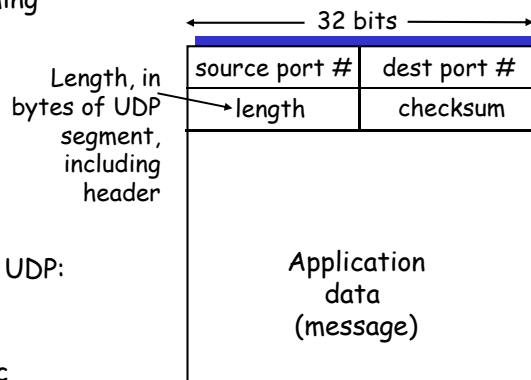 32 bits
source port # dest port #
length checksum
Length, in
bytes of UDP
segment,
including
header
UDP:
Application
data
(message)